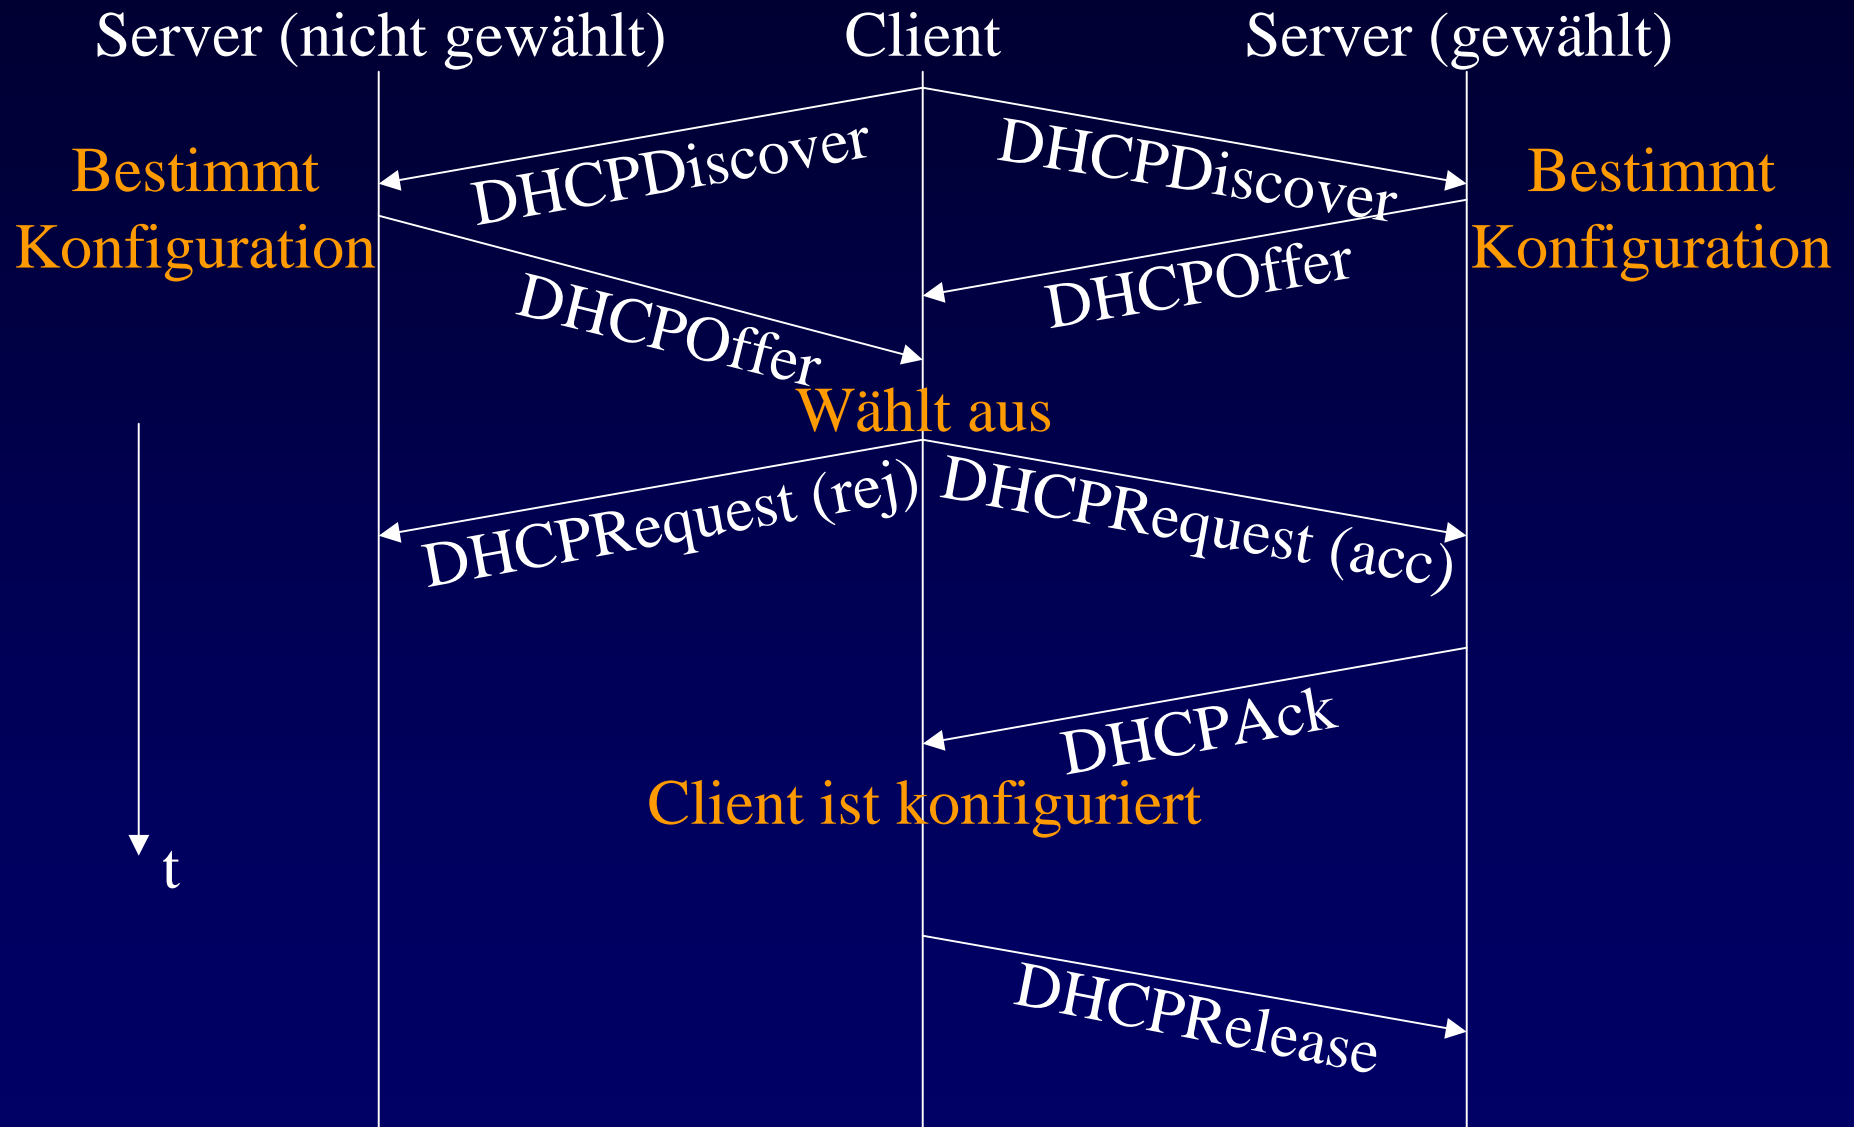 Server (nicht gewählt)
Client
Server (gewählt)
DHCPDiscover
DHCPDiscover
Bestimmt
Konfiguration
Bestimmt
Konfiguration
DHCPOffer
DHCPOffer
Wählt aus
DHCPRequest (rej)
DHCPRequest (acc)
DHCPAck
Client ist konfiguriert
t
DHCPRelease